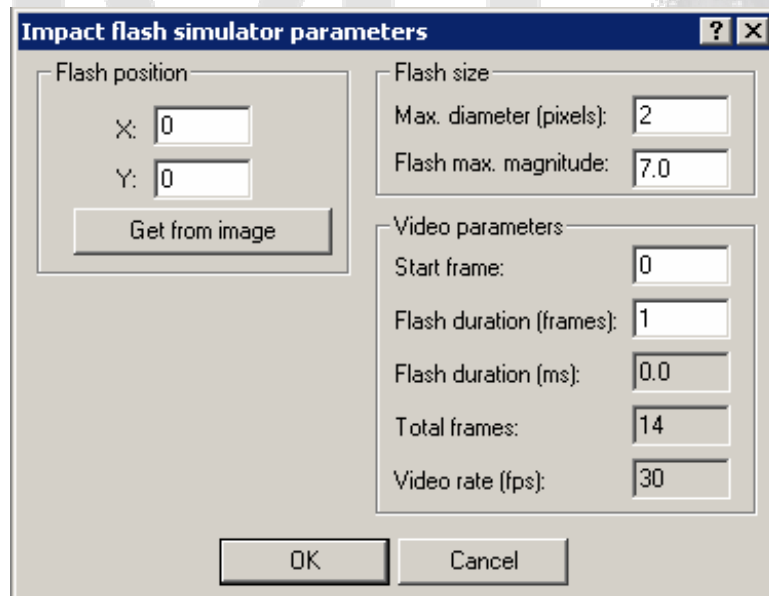 Impact flash simulator parameters ? X
Flash position
X: 0
Y: 0
Get from image
Flash size
Max. diameter (pixels): 2
Flash max. magnitude: 7.0
Video parameters
Start frame: 0
Flash duration (frames): 1
Flash duration (ms): 0.0
Total frames: 14
Video rate (fps): 30
OK Cancel